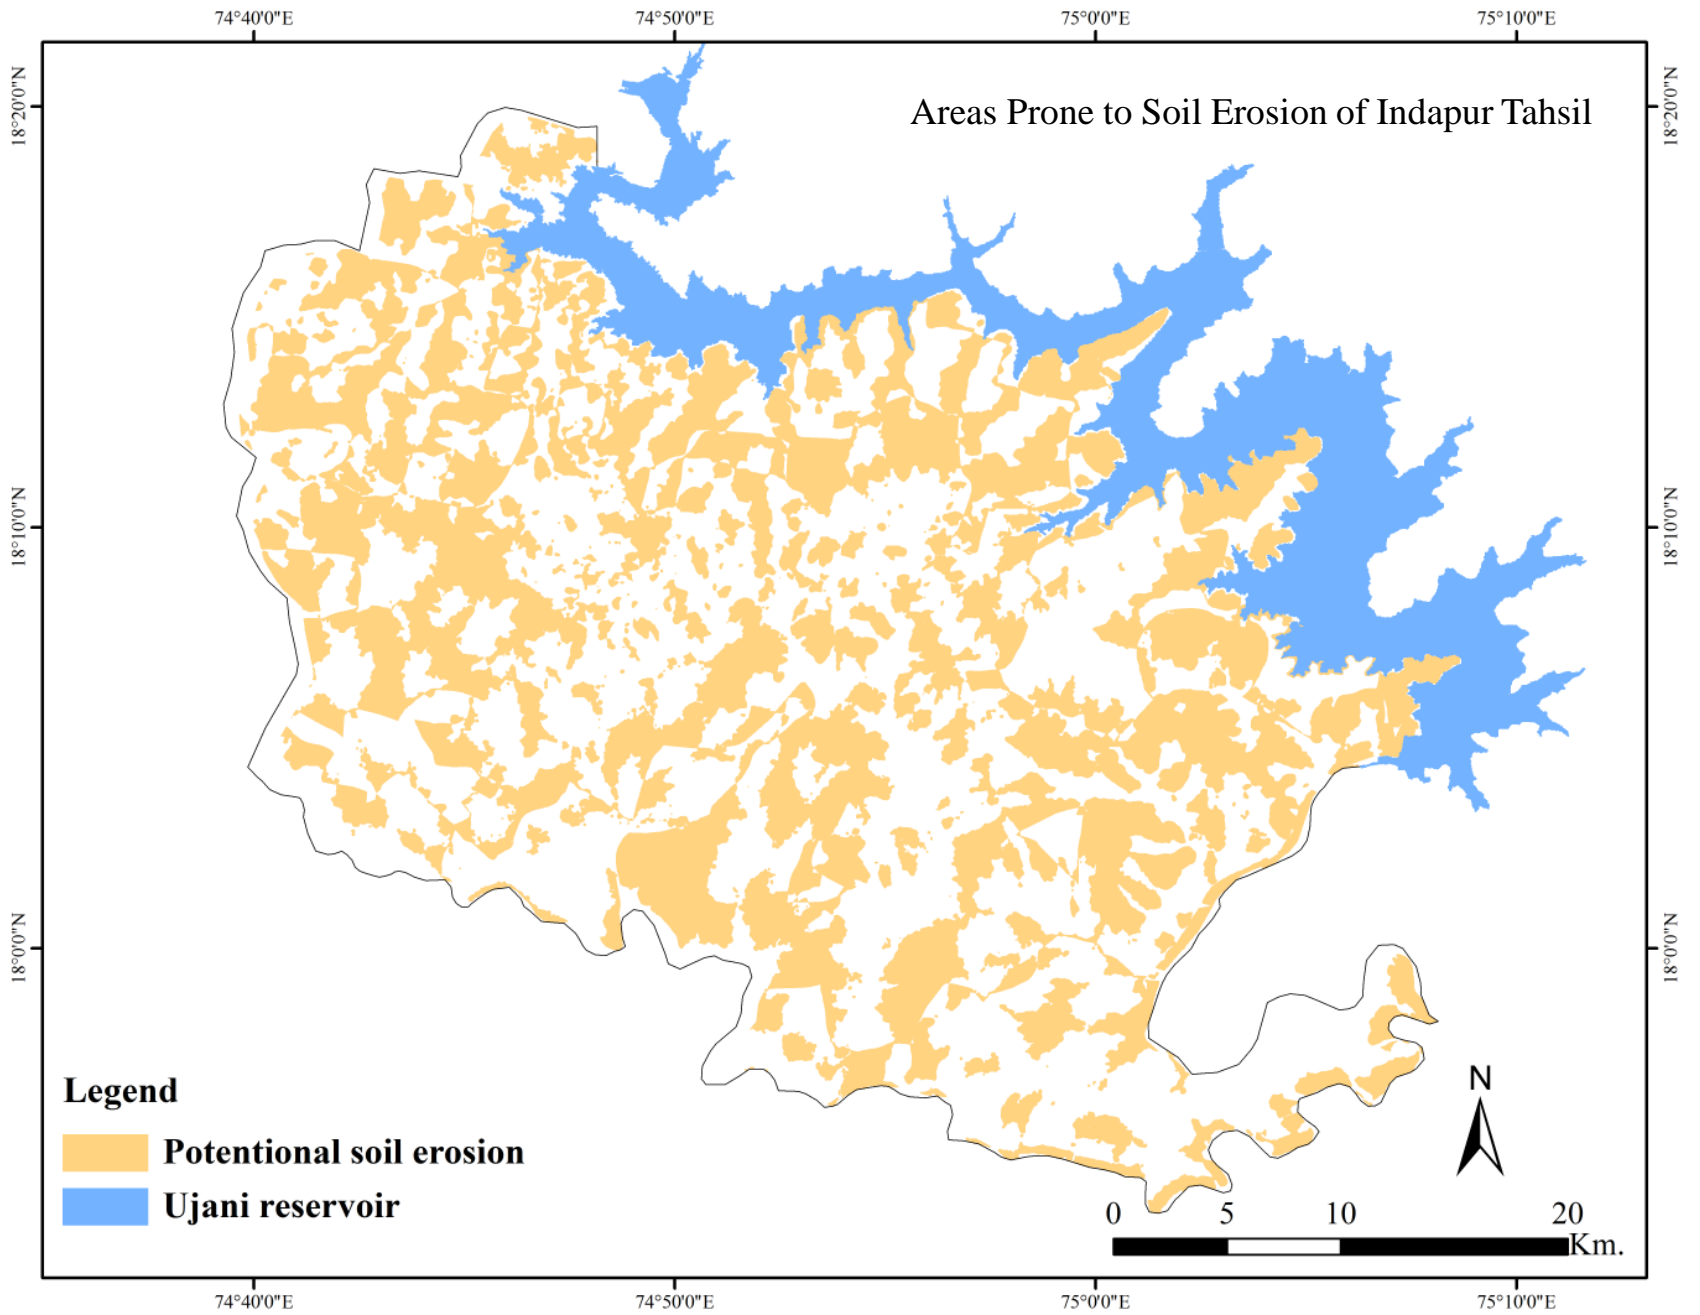 74°40'0"E 74°50'0"E 75°0'0"E 75°10'0"E
Areas Prone to Soil Erosion of Indapur Tahsil
18°20'0"N 18°20'0"N
18°10'0"N 18°10'0"N
18°0'0"N 18°0'0"N
Legend
Potentional soil erosion
Ujani reservoir
N
0 5 10 20
Km.
74°40'0"E 74°50'0"E 75°0'0"E 75°10'0"E